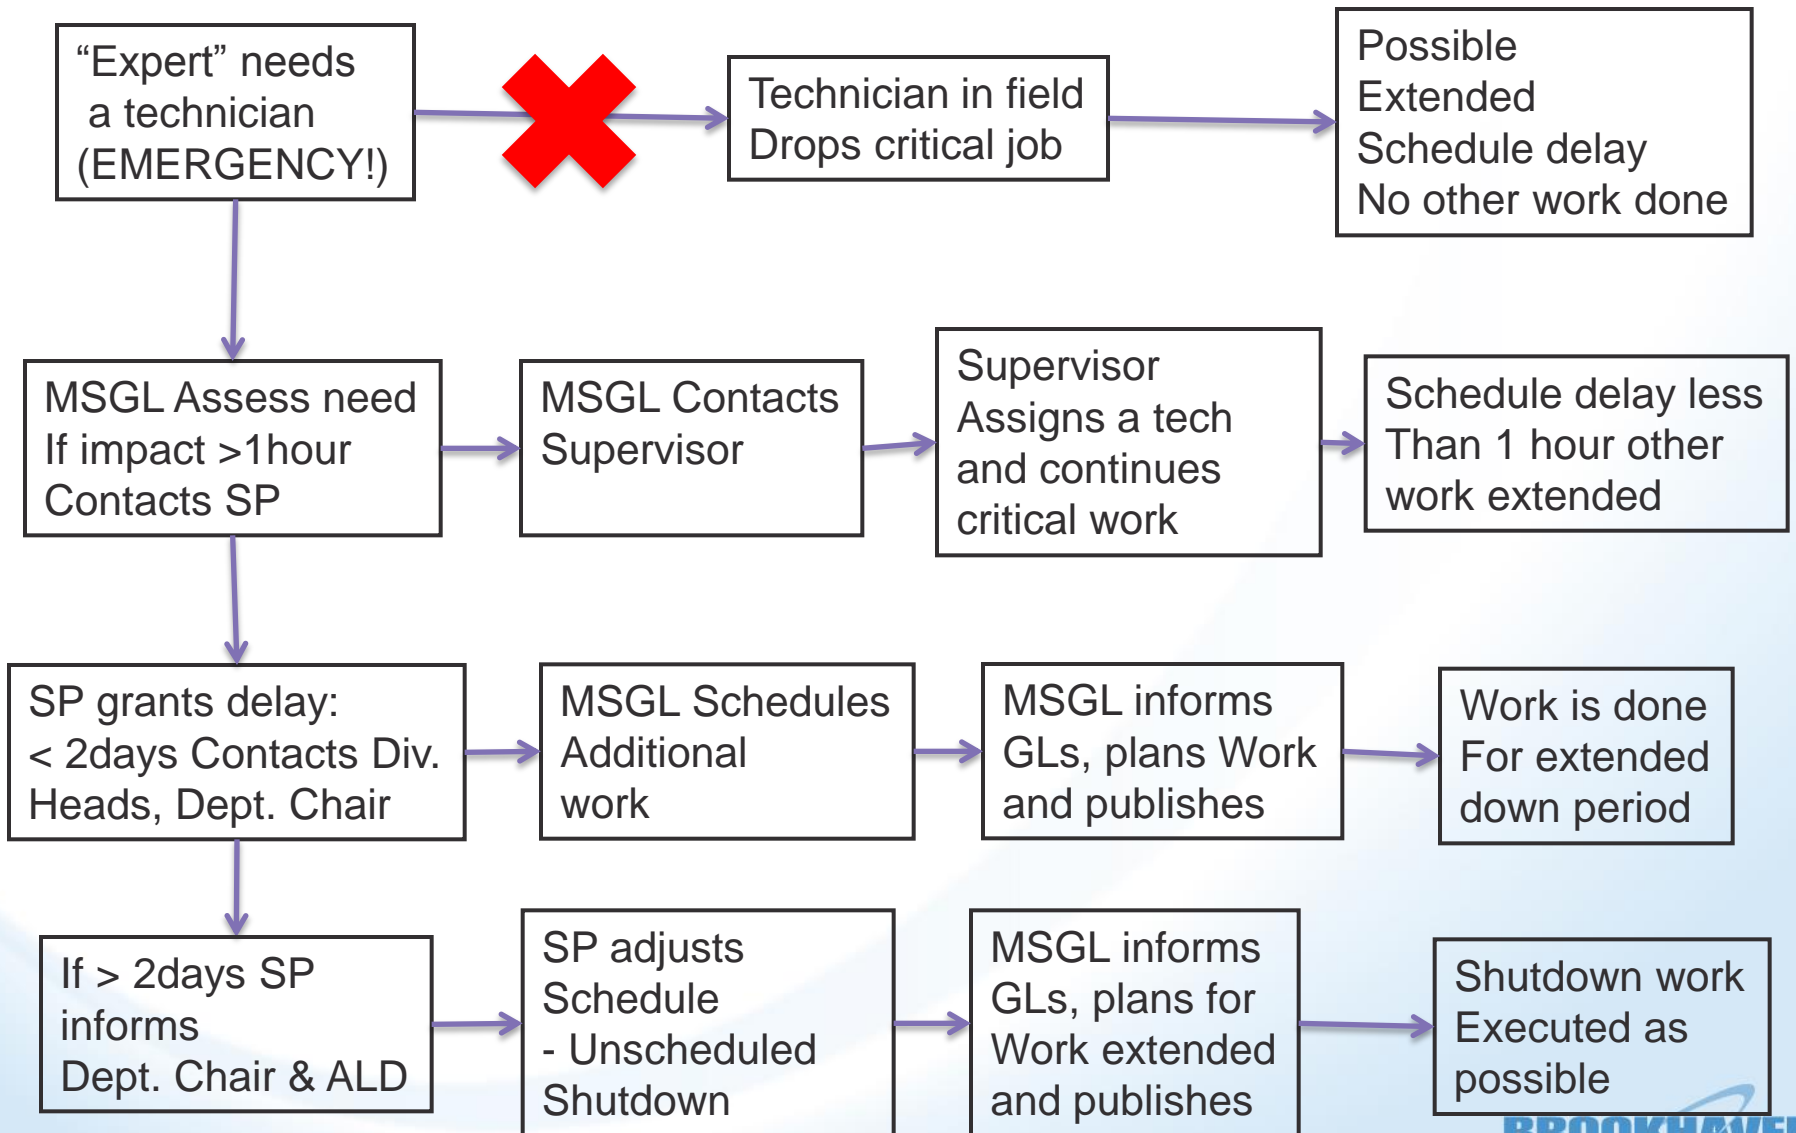 “Expert” needs
a technician
(EMERGENCY!)
Technician in field
Drops critical job
Possible
Extended
Schedule delay
No other work done
MSGL Assess need
If impact >1hour
Contacts SP
MSGL Contacts
Supervisor
Supervisor
Assigns a tech
and continues
critical work
Schedule delay less
Than 1 hour other
work extended
SP grants delay:
< 2days Contacts Div.
Heads, Dept. Chair
MSGL Schedules
Additional
work
MSGL informs
GLs, plans Work
and publishes
Work is done
For extended
down period
If > 2days SP
informs
Dept. Chair & ALD
SP adjusts
Schedule
- Unscheduled
Shutdown
MSGL informs
GLs, plans for
Work extended
and publishes
Shutdown work
Executed as
possible